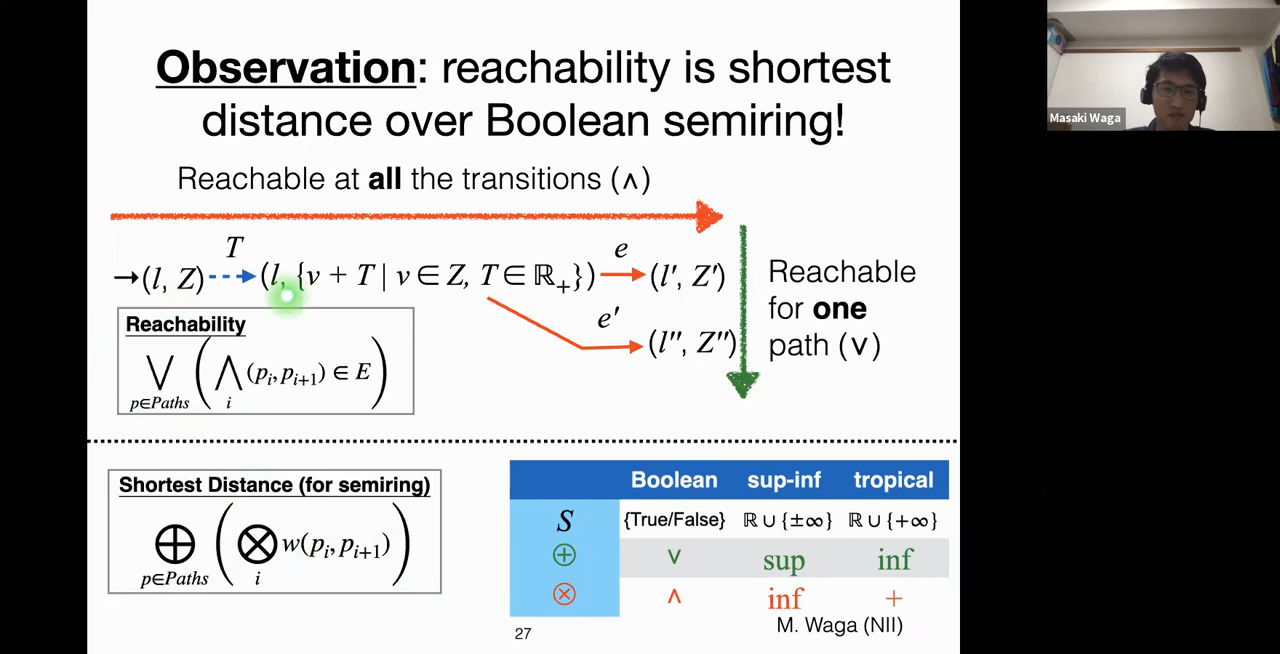 Observation: reachability is shortest
distance over Boolean semiring!
Reachable at all the transitions (∧)
T
e
→(l, Z) ⇢ (l, {ν + T | ν ∈ Z, T ∈ ℝ₊}) → (l′, Z′)
e′
(l″, Z″)
Reachable
for one
path (∨)
Reachability
⋁ ( ⋀ (pᵢ, pᵢ₊₁) ∈ E )
p∈Paths i
Shortest Distance (for semiring)
⊕ ( ⊗ w(pᵢ, pᵢ₊₁) )
p∈Paths i
Boolean sup-inf tropical
S {True/False} ℝ ∪ {±∞} ℝ ∪ {+∞}
⊕ ∨ sup inf
⊗ ∧ inf +
27
M. Waga (NII)
Masaki Waga